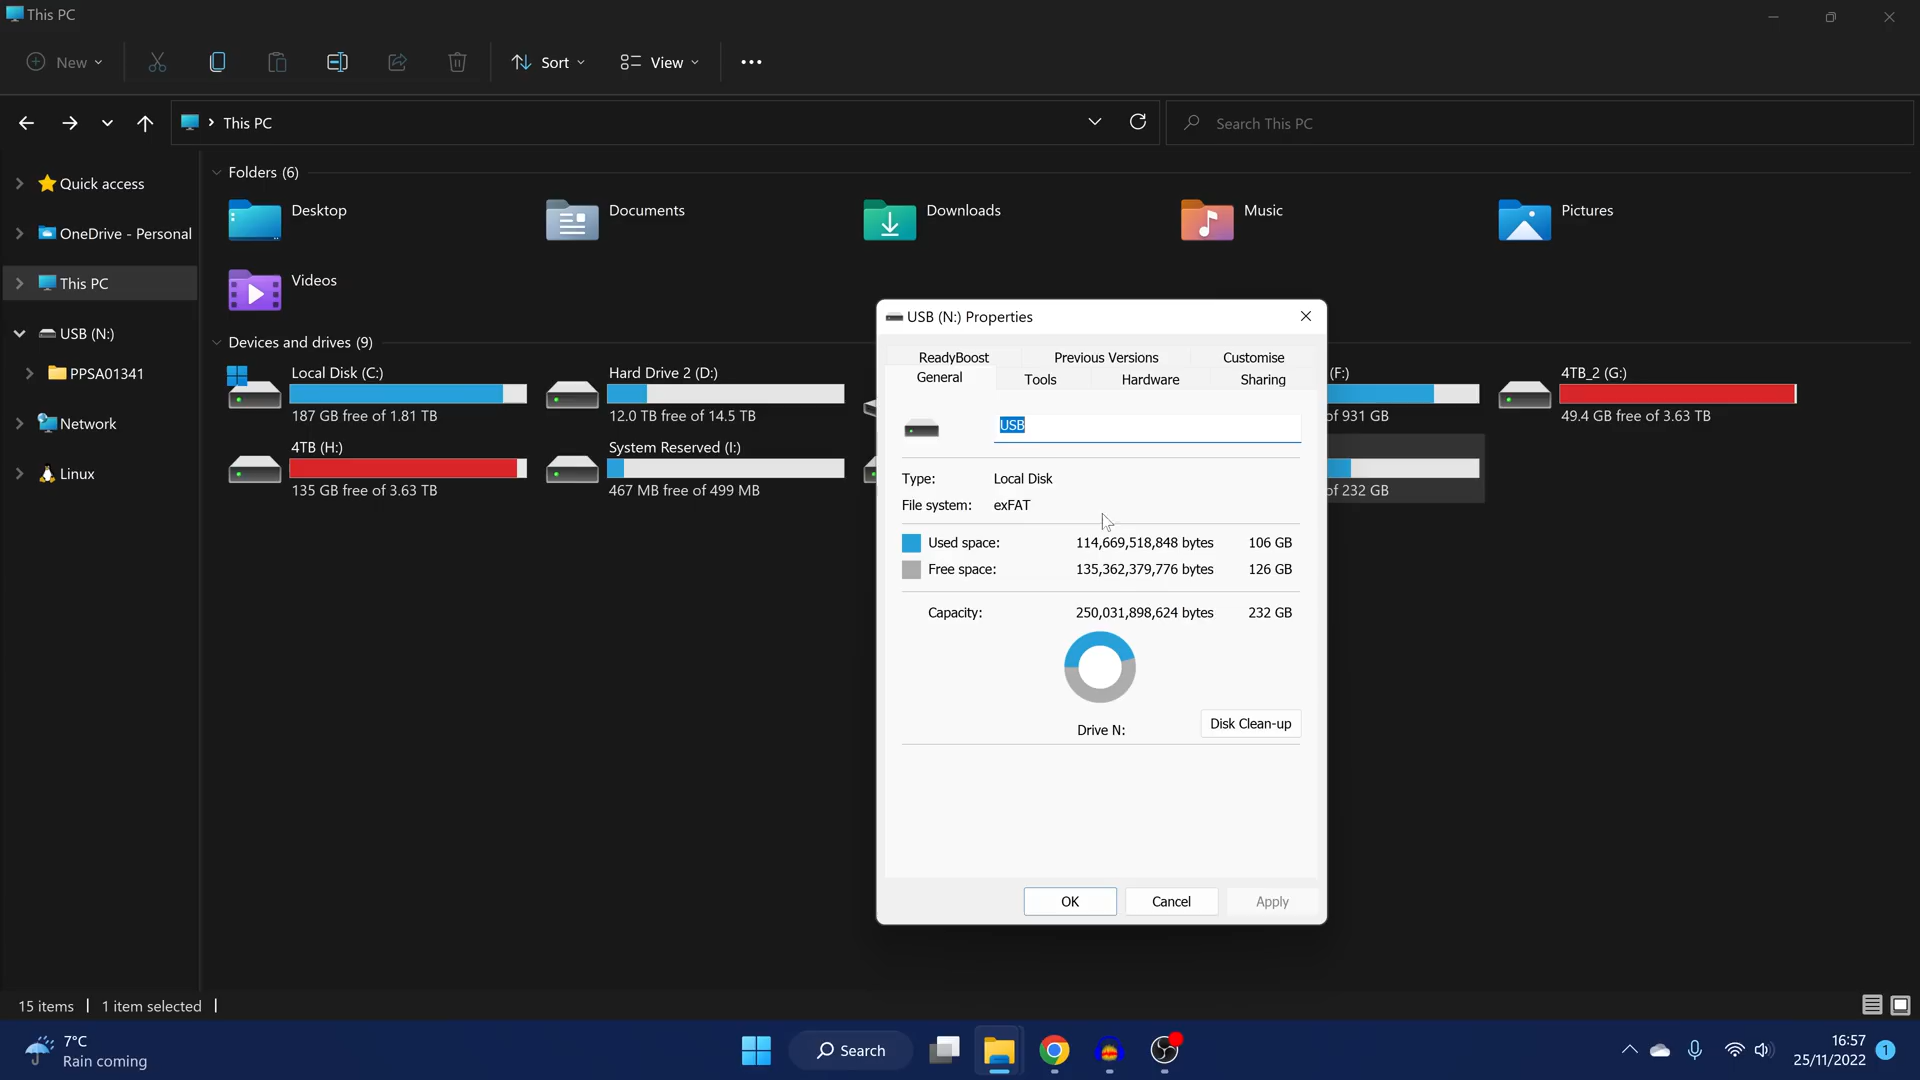 This PC
New
Sort
View
This PC
Search This PC
Quick access
OneDrive - Personal
This PC
USB (N:)
PPSA01341
Network
Linux
Folders (6)
Desktop
Documents
Downloads
Music
Pictures
Videos
Devices and drives (9)
Local Disk (C:)
187 GB free of 1.81 TB
Hard Drive 2 (D:)
12.0 TB free of 14.5 TB
(F:)
of 931 GB
4TB_2 (G:)
49.4 GB free of 3.63 TB
4TB (H:)
135 GB free of 3.63 TB
System Reserved (I:)
467 MB free of 499 MB
of 232 GB
USB (N:) Properties
ReadyBoost Previous Versions Customise
General Tools Hardware Sharing
USB
Type: Local Disk
File system: exFAT
Used space: 114,669,518,848 bytes 106 GB
Free space: 135,362,379,776 bytes 126 GB
Capacity: 250,031,898,624 bytes 232 GB
Drive N:
Disk Clean-up
OK
Cancel
Apply
15 items
1 item selected
7°C
Rain coming
Search
16:57
25/11/2022
1